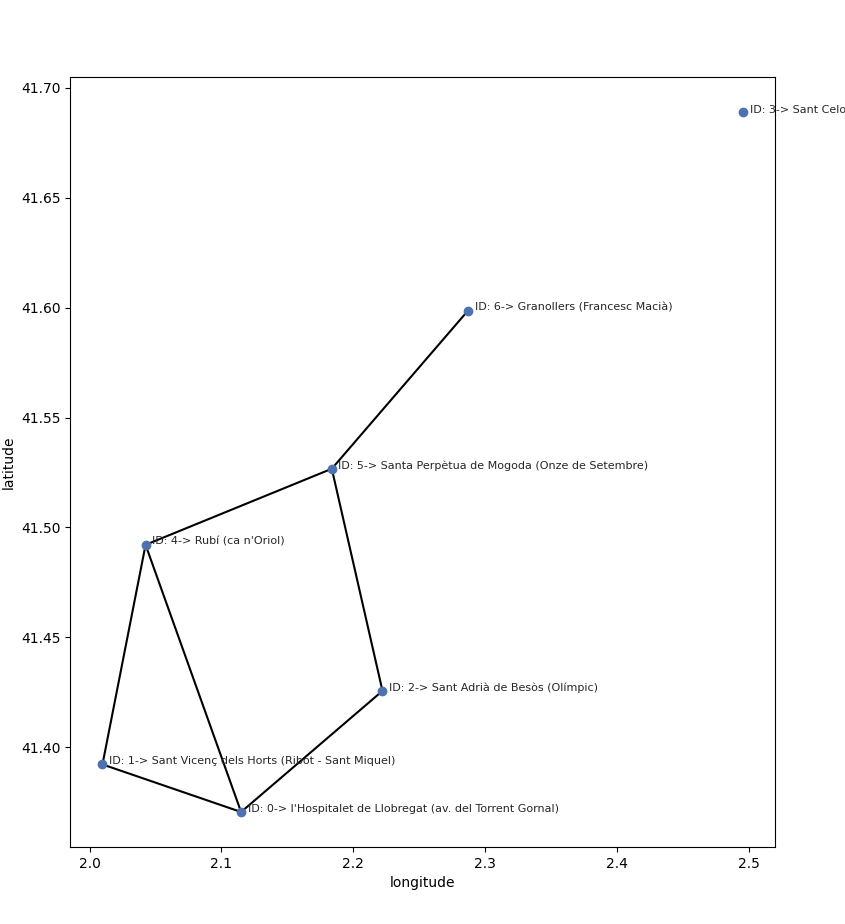 41.70
ID: 3-> Sant Celo
41.65
41.60
ID: 6-> Granollers (Francesc Macià)
41.55
latitude
ID: 5-> Santa Perpètua de Mogoda (Onze de Setembre)
41.50
ID: 4-> Rubí (ca n'Oriol)
41.45
ID: 2-> Sant Adrià de Besòs (Olímpic)
41.40
ID: 1-> Sant Vicenç dels Horts (Ribot - Sant Miquel)
ID: 0-> l'Hospitalet de Llobregat (av. del Torrent Gornal)
2.0 2.1 2.2 2.3 2.4 2.5
longitude